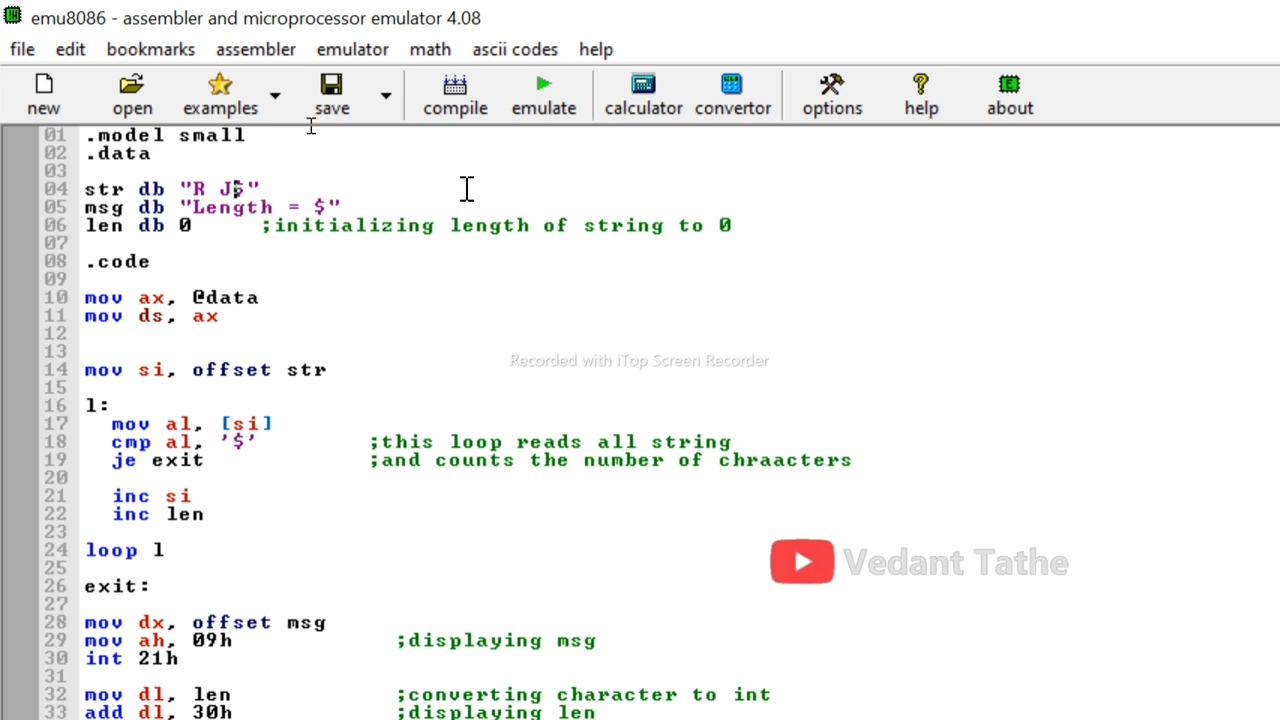 emu8086 - assembler and microprocessor emulator 4.08
file edit bookmarks assembler emulator math ascii codes help
new open examples save compile emulate calculator convertor options help about
01 .model small
02 .data
03
04 str db "R J$"
05 msg db "Length = $"
06 len db 0 ;initializing length of string to 0
07
08 .code
09
10 mov ax, @data
11 mov ds, ax
12
13
Recorded with iTop Screen Recorder
14 mov si, offset str
15
16 l:
17 mov al, [si]
18 cmp al, '$' ;this loop reads all string
19 je exit ;and counts the number of chraacters
20
21 inc si
22 inc len
23
24 loop l
Vedant Tathe
25
26 exit:
27
28 mov dx, offset msg
29 mov ah, 09h ;displaying msg
30 int 21h
31
32 mov dl, len ;converting character to int
33 add dl, 30h ;displaying len